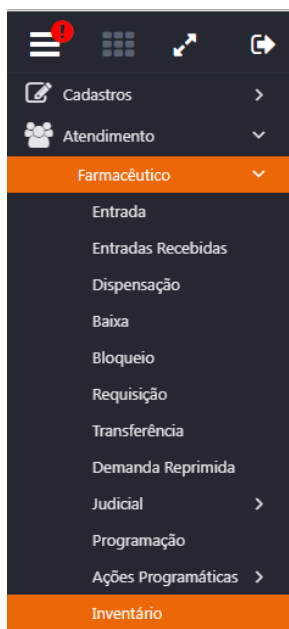 !
Cadastros
Atendimento
Farmacêutico
Entrada
Entradas Recebidas
Dispensação
Baixa
Bloqueio
Requisição
Transferência
Demanda Reprimida
Judicial
Programação
Ações Programáticas
Inventário